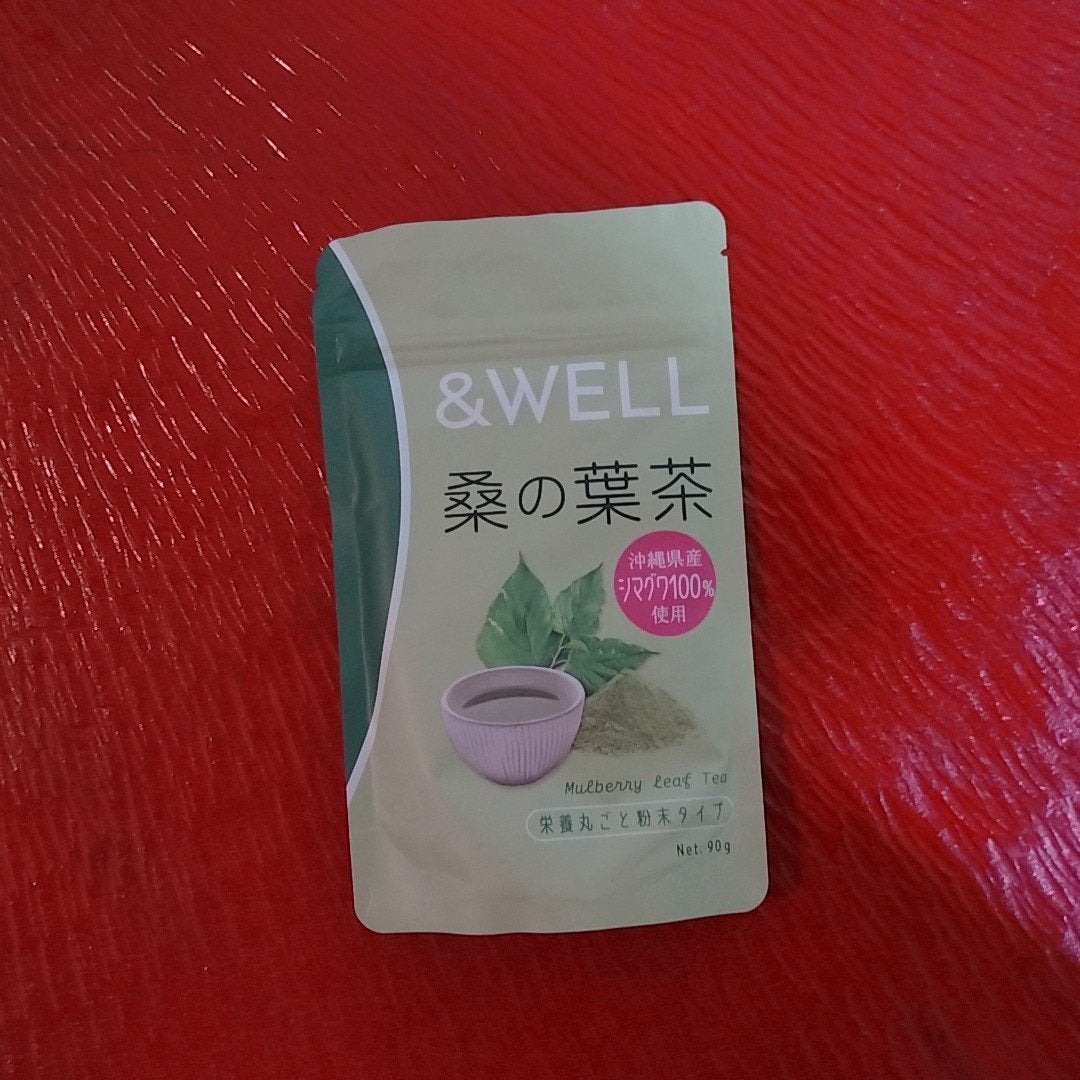 &WELL
桑の葉茶
沖縄県産
シマグワ100%
使用
Mulberry Leaf Tea
栄養丸ごと粉末タイプ
Net. 90g